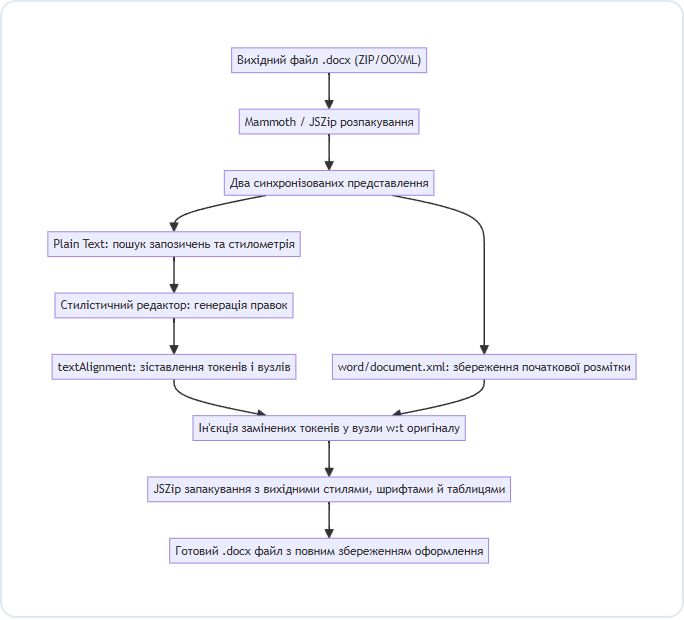 Вихідний файл .docx (ZIP/OOXML)
Mammoth / JSZip розпакування
Два синхронізованих представлення
Plain Text: пошук запозичень та стилометрія
Стилістичний редактор: генерація правок
textAlignment: зіставлення токенів і вузлів
word/document.xml: збереження початкової розмітки
Ін'єкція замінених токенів у вузли w:t оригіналу
JSZip запакування з вихідними стилями, шрифтами й таблицями
Готовий .docx файл з повним збереженням оформлення